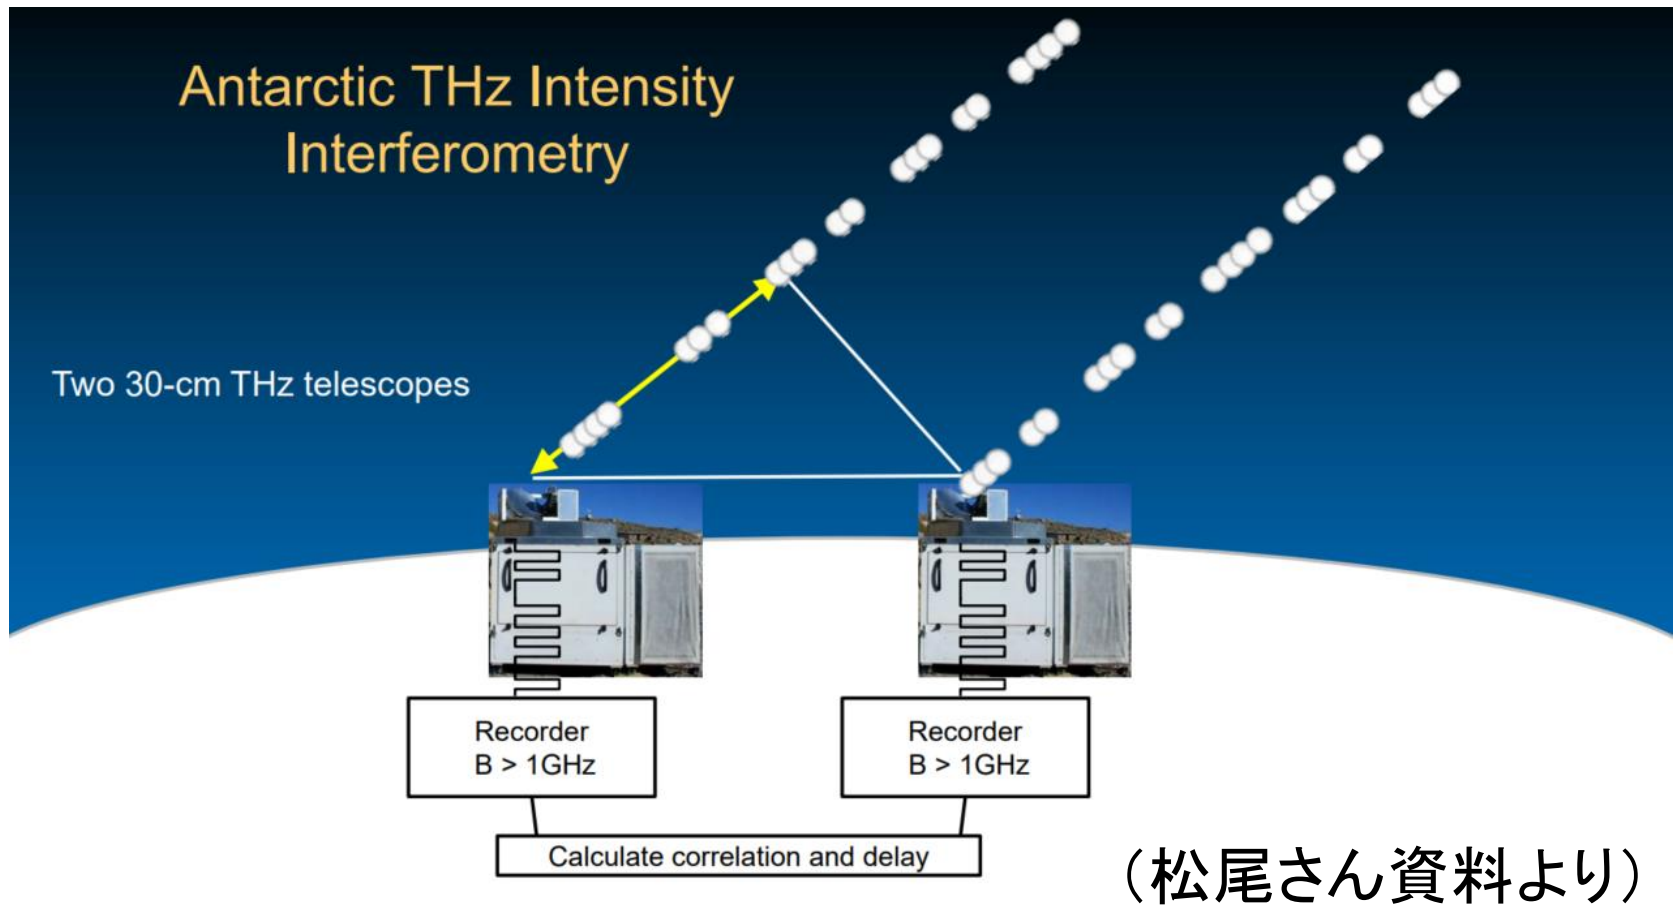 Antarctic THz Intensity
Interferometry
Two 30-cm THz telescopes
Recorder
B > 1GHz
Recorder
B > 1GHz
Calculate correlation and delay
（松尾さん資料より）